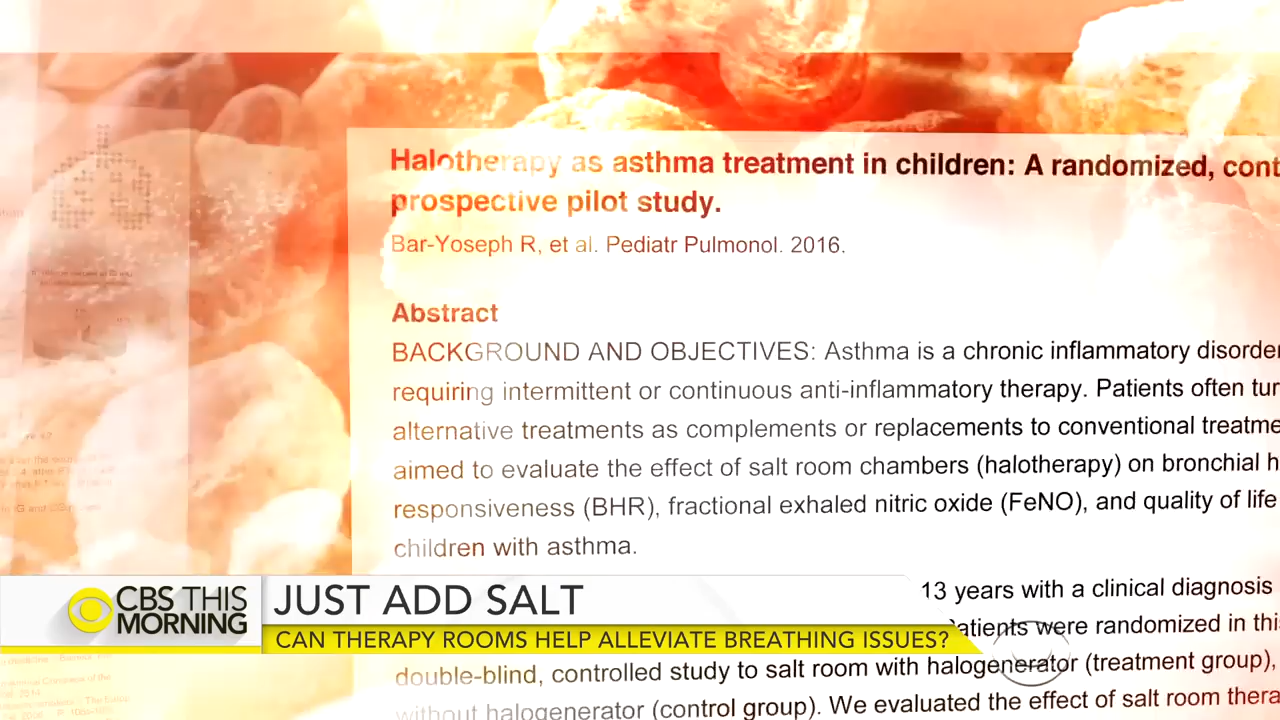 Halotherapy as asthma treatment in children: A randomized, cont
prospective pilot study.
Bar-Yoseph R, et al. Pediatr Pulmonol. 2016.
Abstract
BACKGROUND AND OBJECTIVES: Asthma is a chronic inflammatory disorde
requiring intermittent or continuous anti-inflammatory therapy. Patients often tur
alternative treatments as complements or replacements to conventional treatme
aimed to evaluate the effect of salt room chambers (halotherapy) on bronchial h
responsiveness (BHR), fractional exhaled nitric oxide (FeNO), and quality of life
children with asthma.
13 years with a clinical diagnosis
Patients were randomized in this
double-blind, controlled study to salt room with halogenerator (treatment group),
without halogenerator (control group). We evaluated the effect of salt room thera
CBS THIS
MORNING
JUST ADD SALT
CAN THERAPY ROOMS HELP ALLEVIATE BREATHING ISSUES?